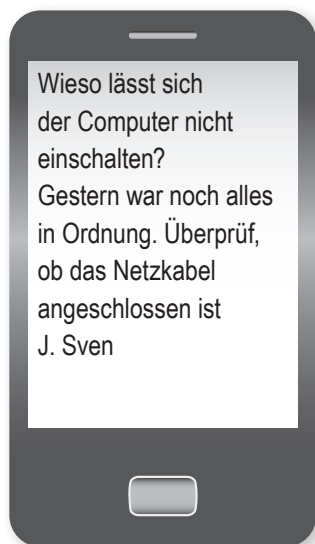 Wieso lässt sich
der Computer nicht
einschalten?
Gestern war noch alles
in Ordnung. Überprüf,
ob das Netzkabel
angeschlossen ist
J. Sven